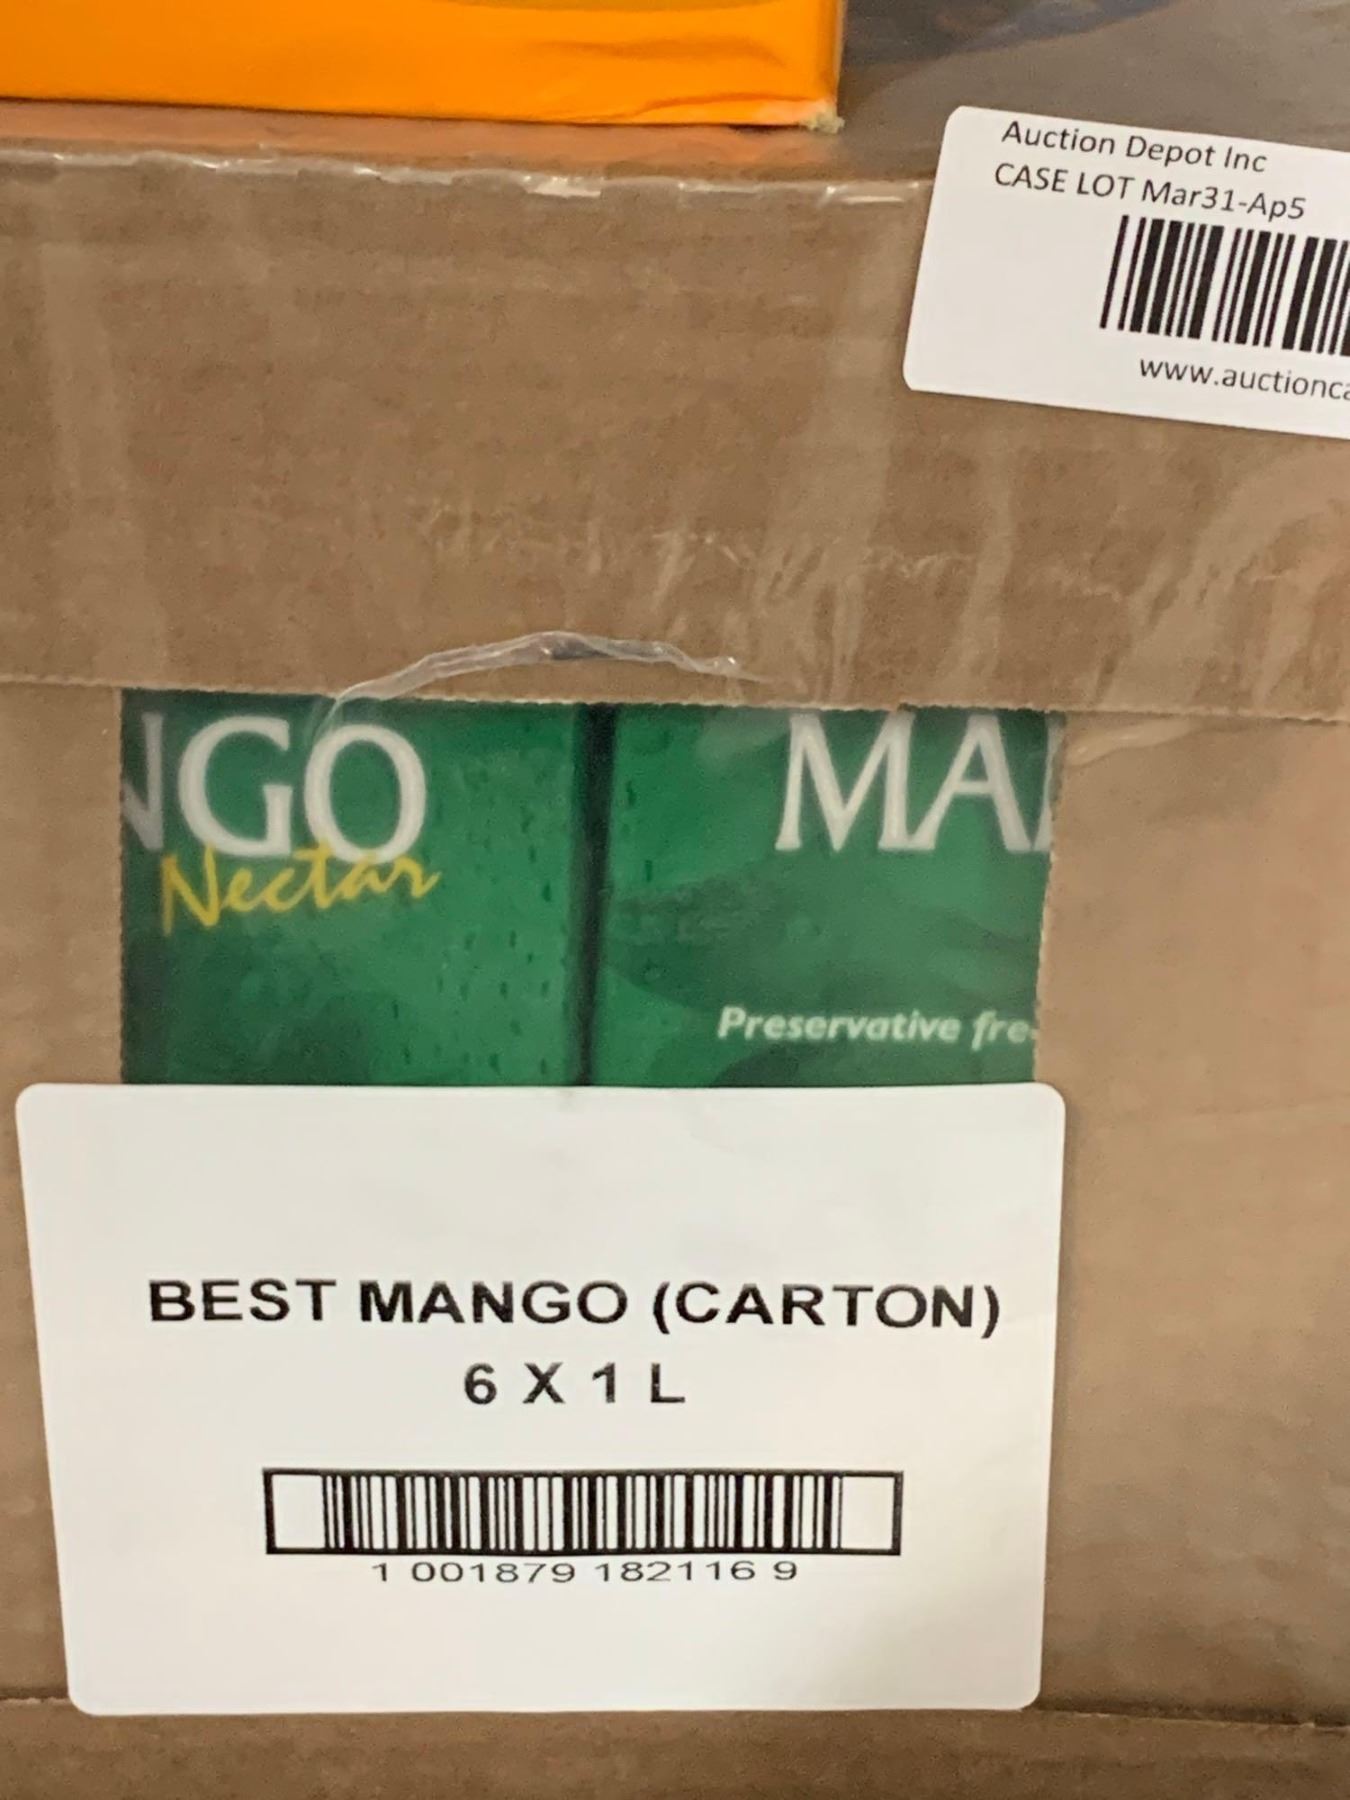 Auction Depot Inc
CASE LOT Mar31-Ap5
www.auctionca
NGO
Nectar
MA
Preservative fre
BEST MANGO (CARTON)
6 X 1 L
1 001879 182116 9